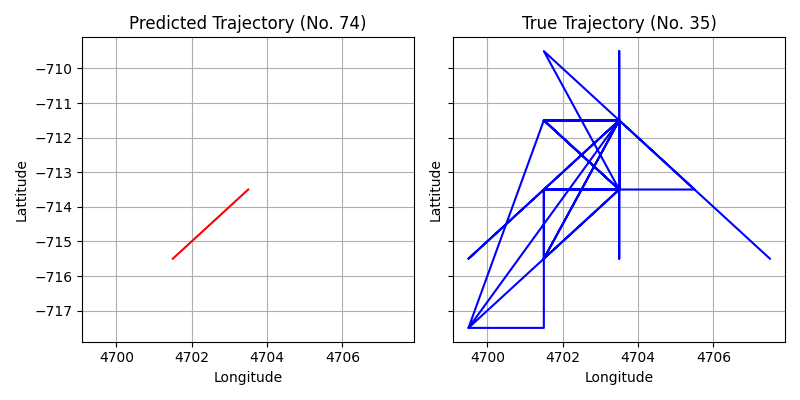 Predicted Trajectory (No. 74)
True Trajectory (No. 35)
−710
−711
−712
−713
−714
−715
−716
−717
Lattitude
Lattitude
4700 4702 4704 4706
4700 4702 4704 4706
Longitude
Longitude